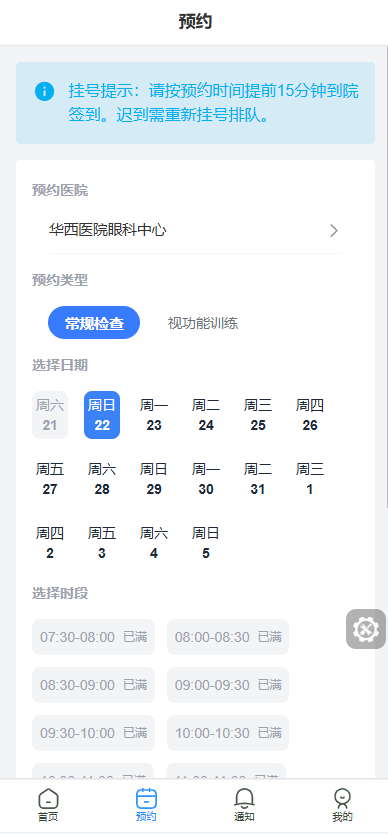 预约
挂号提示：请按预约时间提前15分钟到院
签到。迟到需重新挂号排队。
预约医院
华西医院眼科中心
预约类型
常规检查 视功能训练
选择日期
周六 周日 周一 周二 周三 周四
21 22 23 24 25 26
周五 周六 周日 周一 周二 周三
27 28 29 30 31 1
周四 周五 周六 周日
2 3 4 5
选择时段
07:30-08:00 已满 08:00-08:30 已满
08:30-09:00 已满 09:00-09:30 已满
09:30-10:00 已满 10:00-10:30 已满
首页 预约 通知 我的